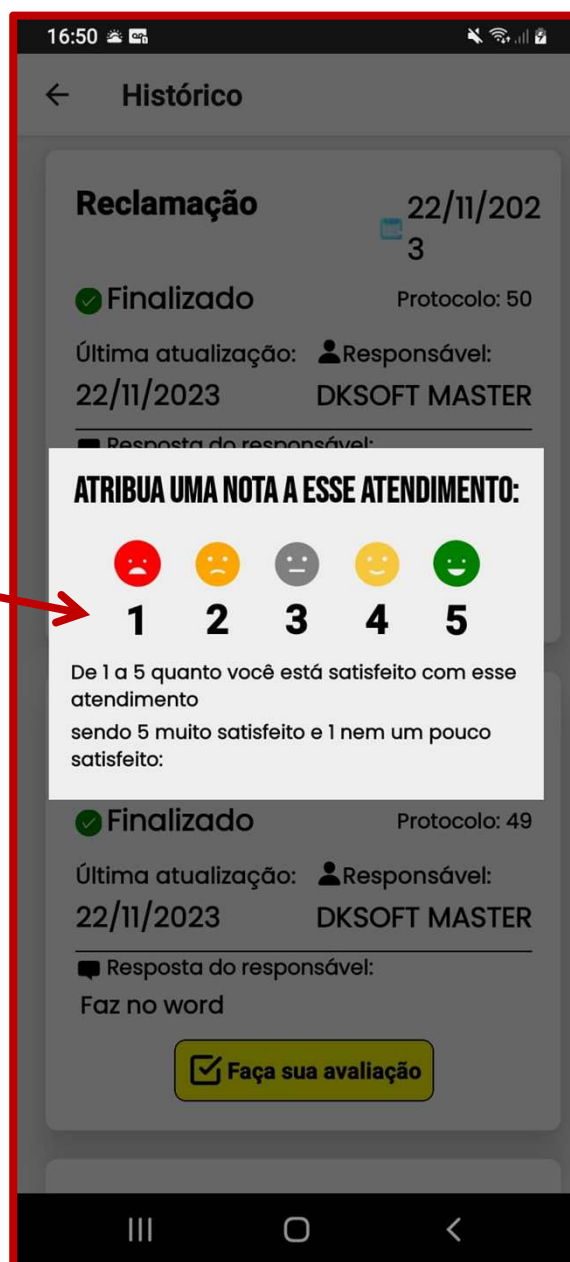 16:50
Histórico
Reclamação
22/11/202
3
Finalizado
Protocolo: 50
Última atualização:
Responsável:
22/11/2023
DKSOFT MASTER
Resposta do responsável:
ATRIBUA UMA NOTA A ESSE ATENDIMENTO:
1 2 3 4 5
De 1 a 5 quanto você está satisfeito com esse
atendimento
sendo 5 muito satisfeito e 1 nem um pouco
satisfeito:
Finalizado
Protocolo: 49
Última atualização:
Responsável:
22/11/2023
DKSOFT MASTER
Resposta do responsável:
Faz no word
Faça sua avaliação